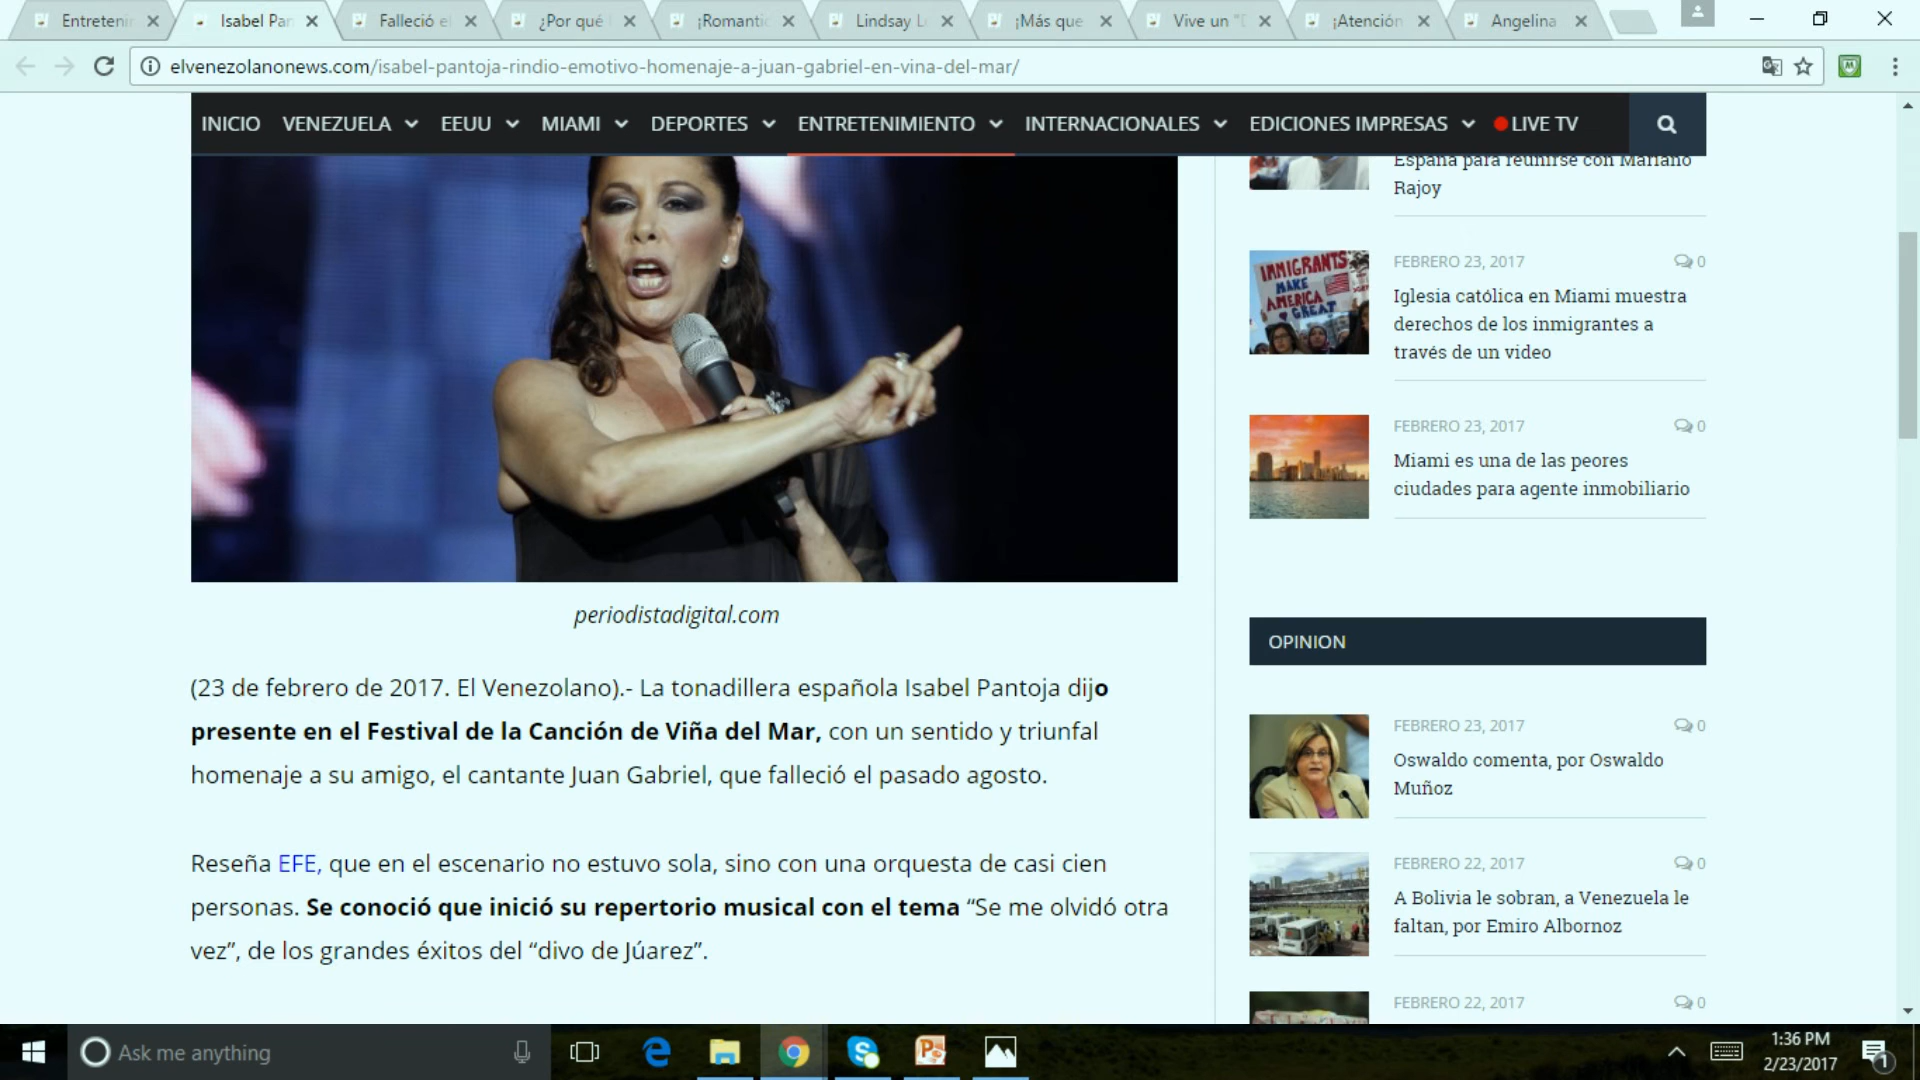 Entretenir
Isabel Par
Falleció e
¿Por qué
¡Romantic
Lindsay L
¡Más que
Vive un "
¡Atención
Angelina
elvenezolanonews.com/isabel-pantoja-rindio-emotivo-homenaje-a-juan-gabriel-en-vina-del-mar/
INICIO VENEZUELA EEUU MIAMI DEPORTES ENTRETENIMIENTO INTERNACIONALES EDICIONES IMPRESAS LIVE TV
periodistadigital.com
(23 de febrero de 2017. El Venezolano).- La tonadillera española Isabel Pantoja dijo
presente en el Festival de la Canción de Viña del Mar, con un sentido y triunfal
homenaje a su amigo, el cantante Juan Gabriel, que falleció el pasado agosto.
Reseña EFE, que en el escenario no estuvo sola, sino con una orquesta de casi cien
personas. Se conoció que inició su repertorio musical con el tema “Se me olvidó otra
vez”, de los grandes éxitos del “divo de Júarez”.
España para reunirse con Mariano
Rajoy
FEBRERO 23, 2017 0
IMMIGRANTS
MAKE
AMERICA
GREAT
Iglesia católica en Miami muestra
derechos de los inmigrantes a
través de un video
FEBRERO 23, 2017 0
Miami es una de las peores
ciudades para agente inmobiliario
OPINION
FEBRERO 23, 2017 0
Oswaldo comenta, por Oswaldo
Muñoz
FEBRERO 22, 2017 0
A Bolivia le sobran, a Venezuela le
faltan, por Emiro Albornoz
FEBRERO 22, 2017 0
Ask me anything
1:36 PM
2/23/2017
1